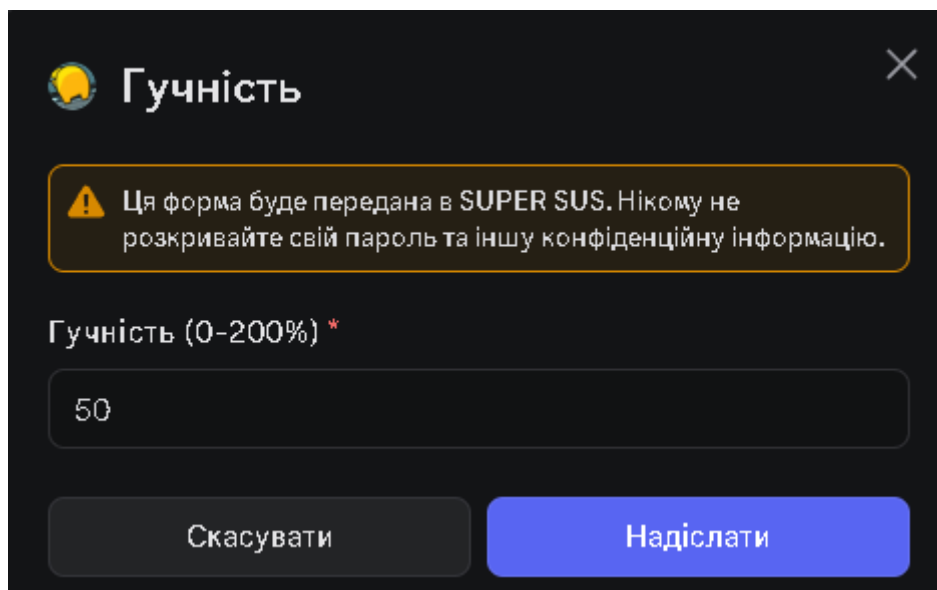 Гучність
Ця форма буде передана в SUPER SUS. Нікому не
розкривайте свій пароль та іншу конфіденційну інформацію.
Гучність (0-200%) *
50
Скасувати
Надіслати